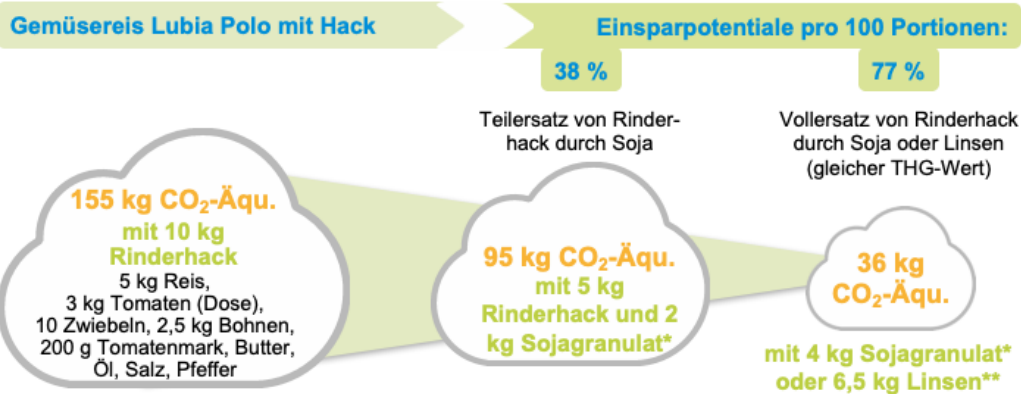 Gemüsereis Lubia Polo mit Hack
Einsparpotentiale pro 100 Portionen:
38 %
77 %
Teilersatz von Rinder-
hack durch Soja
Vollersatz von Rinderhack
durch Soja oder Linsen
(gleicher THG-Wert)
155 kg CO₂-Äqu.
mit 10 kg
Rinderhack
5 kg Reis,
3 kg Tomaten (Dose),
10 Zwiebeln, 2,5 kg Bohnen,
200 g Tomatenmark, Butter,
Öl, Salz, Pfeffer
95 kg CO₂-Äqu.
mit 5 kg
Rinderhack und 2
kg Sojagranulat*
36 kg
CO₂-Äqu.
mit 4 kg Sojagranulat*
oder 6,5 kg Linsen**